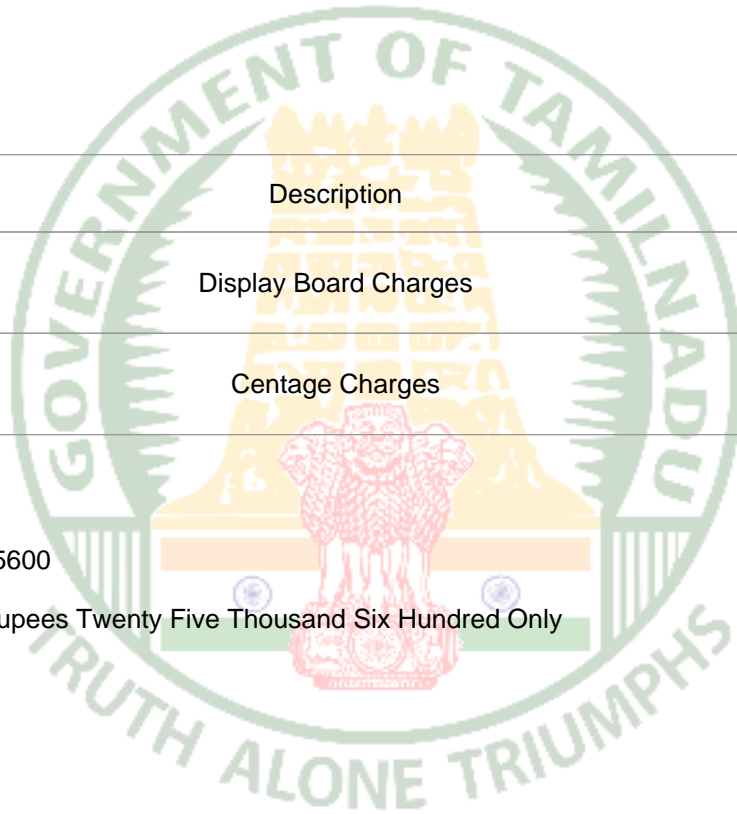 GOVERNMENT OF TAMILNADU
Description
Display Board Charges
Centage Charges
5600
upees Twenty Five Thousand Six Hundred Only
TRUTH ALONE TRIUMPHS